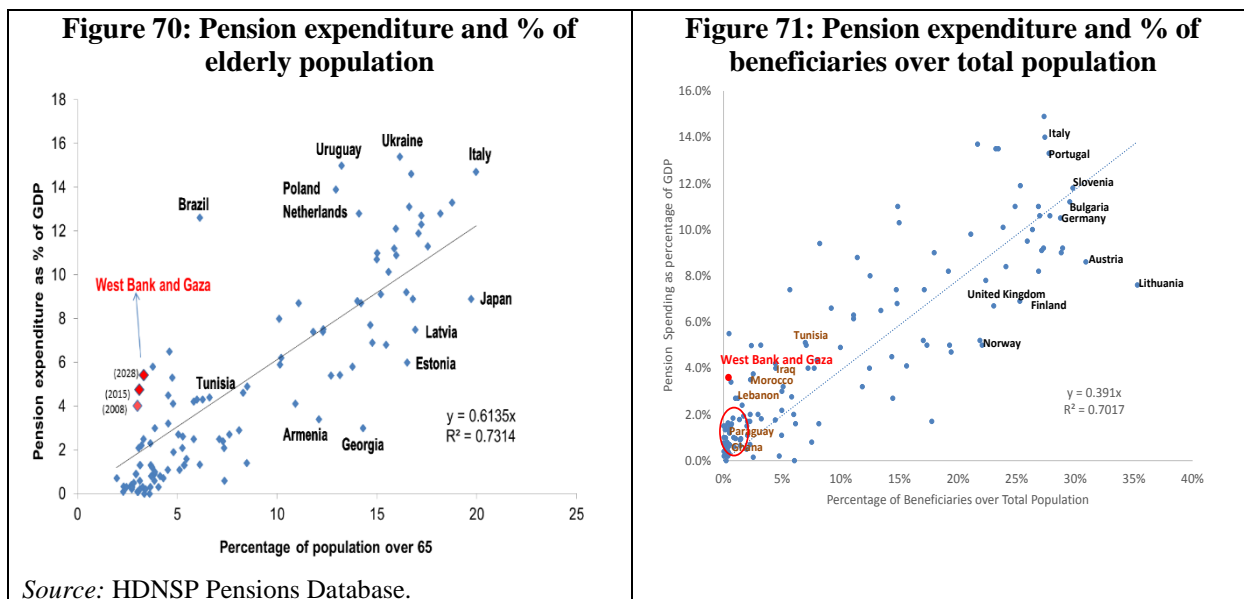 Figure 70: Pension expenditure and % of
elderly population
18
16
14
12
10
8
6
4
2
0
0
5
10
15
20
25
Pension expenditure as % of GDP
Percentage of population over 65
Brazil
Uruguay
Ukraine
Italy
Poland
Netherlands
West Bank and Gaza
(2028)
(2015)
(2008)
Tunisia
Japan
Latvia
Estonia
Armenia
Georgia
y = 0.6135x
R² = 0.7314
Source: HDNSP Pensions Database.
Figure 71: Pension expenditure and % of
beneficiaries over total population
16.0%
14.0%
12.0%
10.0%
8.0%
6.0%
4.0%
2.0%
0.0%
0%
5%
10%
15%
20%
25%
30%
35%
40%
Pension Spending as percentage of GDP
Percentage of Beneficiaries over Total Population
Italy
Portugal
Slovenia
Bulgaria
Germany
Austria
Lithuania
United Kingdom
Finland
Norway
Tunisia
West Bank and Gaza
Iraq
Morocco
Lebanon
Paraguay
Ghana
y = 0.391x
R² = 0.7017